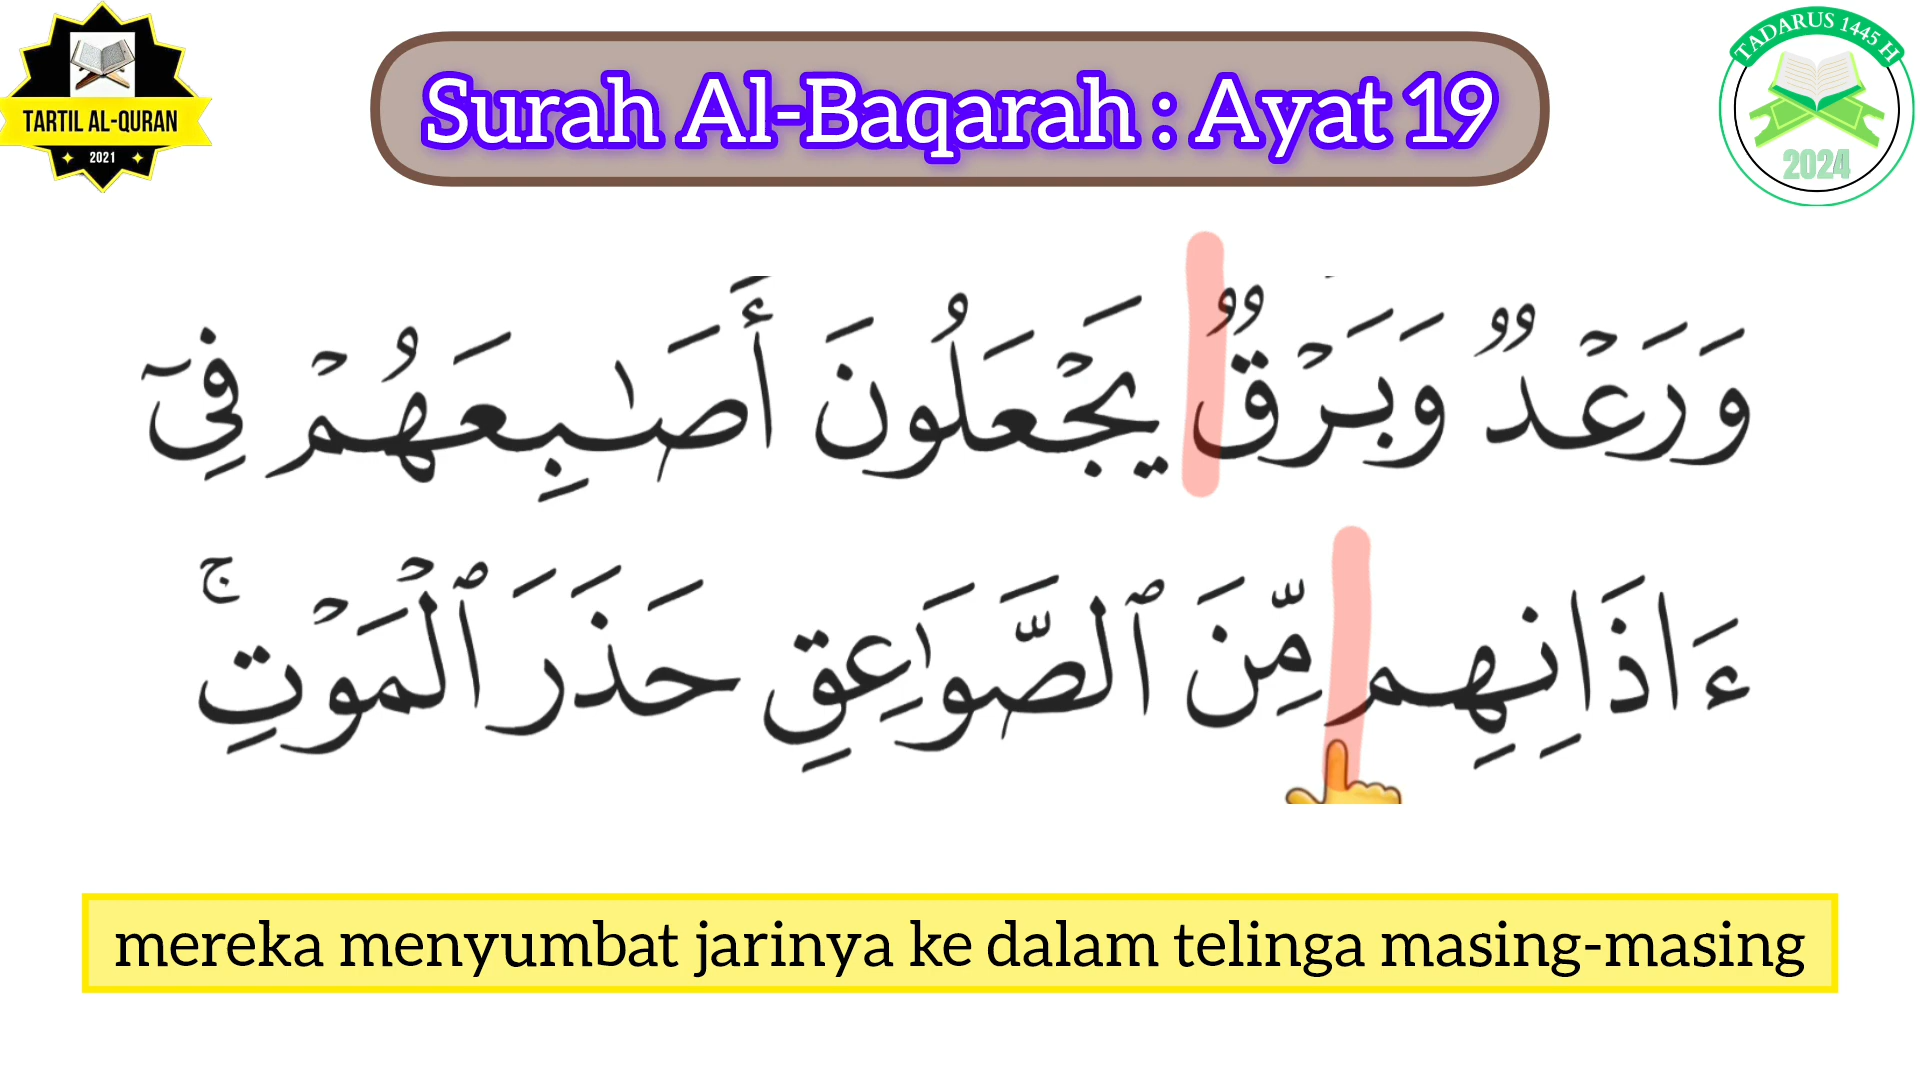 TARTIL AL-QURAN
2021
Surah Al-Baqarah : Ayat 19
TADARUS 1445 H
2024
وَرَعْدٌ وَبَرْقٌ يَجْعَلُونَ أَصَـٰبِعَهُمْ فِىٓ
ءَاذَانِهِم مِّنَ ٱلصَّوَٰعِقِ حَذَرَ ٱلْمَوْتِ ۚ
mereka menyumbat jarinya ke dalam telinga masing-masing